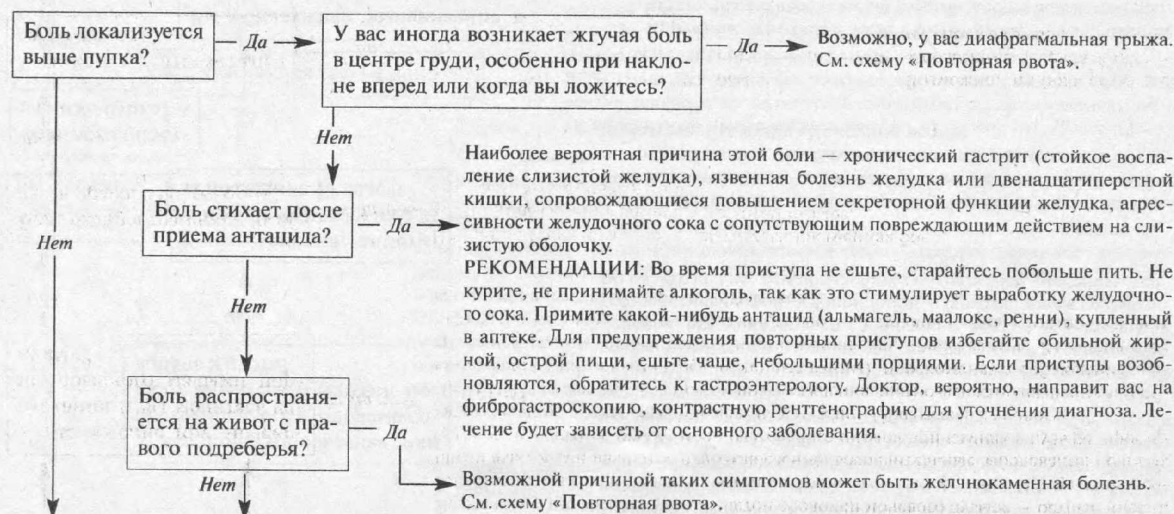 Боль локализуется
выше пупка?
Да
У вас иногда возникает жгучая боль
в центре груди, особенно при накло-
не вперед или когда вы ложитесь?
Да
Возможно, у вас диафрагмальная грыжа.
См. схему «Повторная рвота».
Нет
Нет
Боль стихает после
приема антацида?
Да
Наиболее вероятная причина этой боли — хронический гастрит (стойкое воспа-
ление слизистой желудка), язвенная болезнь желудка или двенадцатиперстной
кишки, сопровождающиеся повышением секреторной функции желудка, агрес-
сивности желудочного сока с сопутствующим повреждающим действием на сли-
зистую оболочку.
РЕКОМЕНДАЦИИ: Во время приступа не ешьте, старайтесь побольше пить. Не
курите, не принимайте алкоголь, так как это стимулирует выработку желудочно-
го сока. Примите какой-нибудь антацид (альмагель, маалокс, ренни), купленный
в аптеке. Для предупреждения повторных приступов избегайте обильной жир-
ной, острой пищи, ешьте чаще, небольшими порциями. Если приступы возоб-
новляются, обратитесь к гастроэнтерологу. Доктор, вероятно, направит вас на
фиброгастроскопию, контрастную рентгенографию для уточнения диагноза. Ле-
чение будет зависеть от основного заболевания.
Нет
Боль распространя-
ется на живот с пра-
вого подреберья?
Да
Возможной причиной таких симптомов может быть желчнокаменная болезнь.
См. схему «Повторная рвота».
Нет